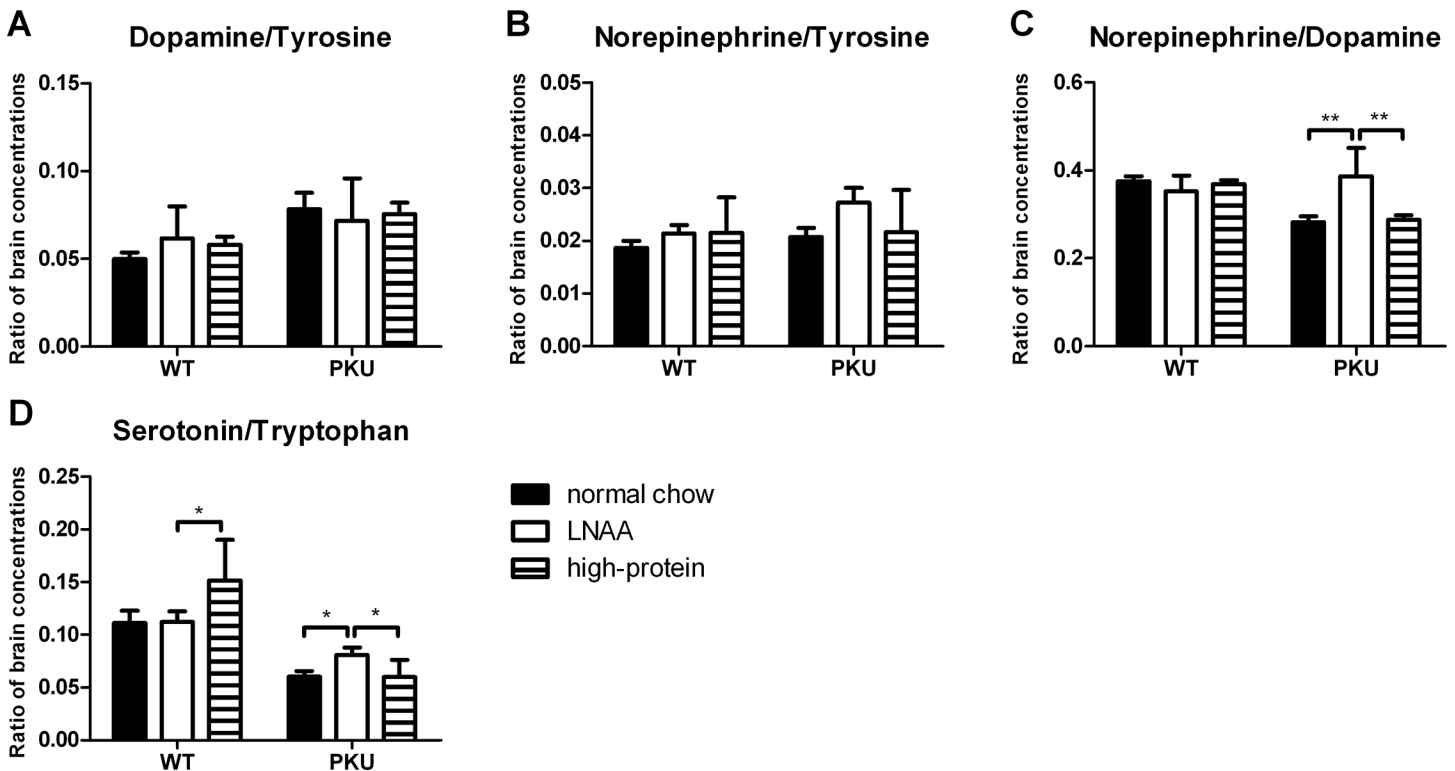 A
Dopamine/Tyrosine
Ratio of brain concentrations
0.15
0.10
0.05
0.00
WT
PKU
B
Norepinephrine/Tyrosine
Ratio of brain concentrations
0.05
0.04
0.03
0.02
0.01
0.00
WT
PKU
C
Norepinephrine/Dopamine
Ratio of brain concentrations
0.6
0.4
0.2
0.0
**
**
WT
PKU
D
Serotonin/Tryptophan
Ratio of brain concentrations
0.25
0.20
0.15
0.10
0.05
0.00
*
*
*
WT
PKU
normal chow
LNAA
high-protein